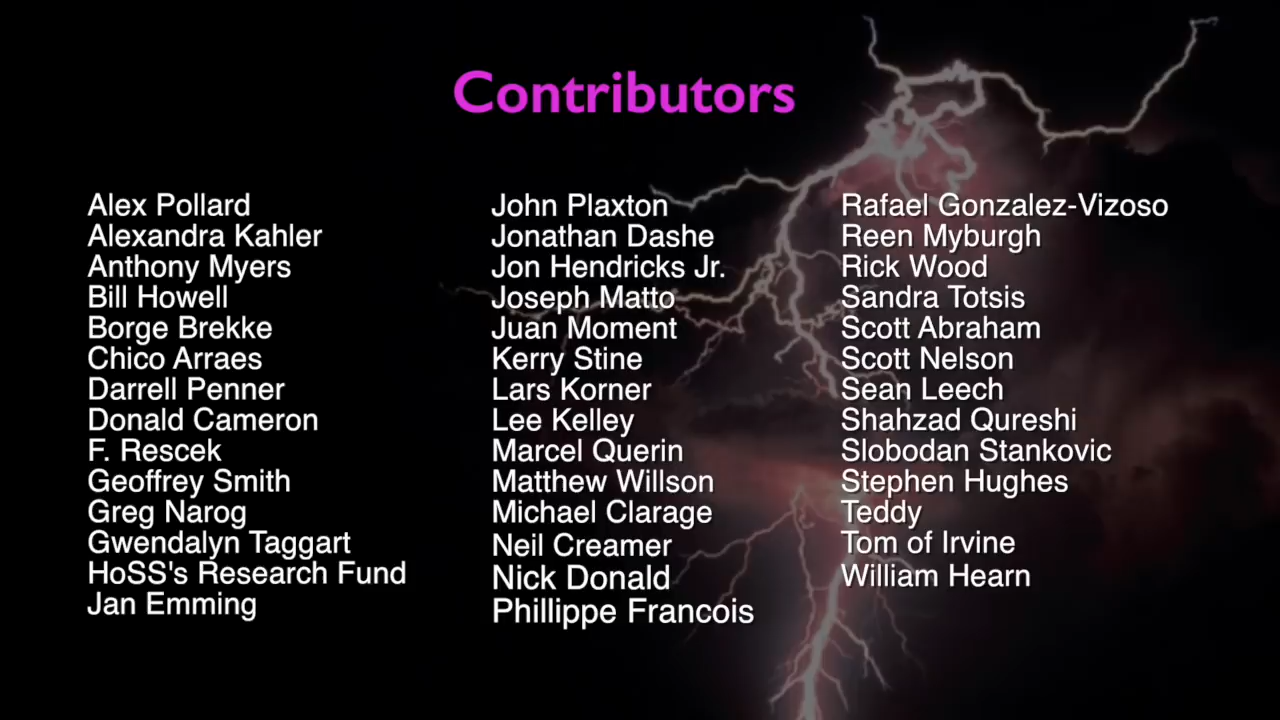 Contributors
Alex Pollard
Alexandra Kahler
Anthony Myers
Bill Howell
Borge Brekke
Chico Arraes
Darrell Penner
Donald Cameron
F. Rescek
Geoffrey Smith
Greg Narog
Gwendalyn Taggart
HoSS's Research Fund
Jan Emming
John Plaxton
Jonathan Dashe
Jon Hendricks Jr.
Joseph Matto
Juan Moment
Kerry Stine
Lars Korner
Lee Kelley
Marcel Querin
Matthew Willson
Michael Clarage
Neil Creamer
Nick Donald
Phillippe Francois
Rafael Gonzalez-Vizoso
Reen Myburgh
Rick Wood
Sandra Totsis
Scott Abraham
Scott Nelson
Sean Leech
Shahzad Qureshi
Slobodan Stankovic
Stephen Hughes
Teddy
Tom of Irvine
William Hearn